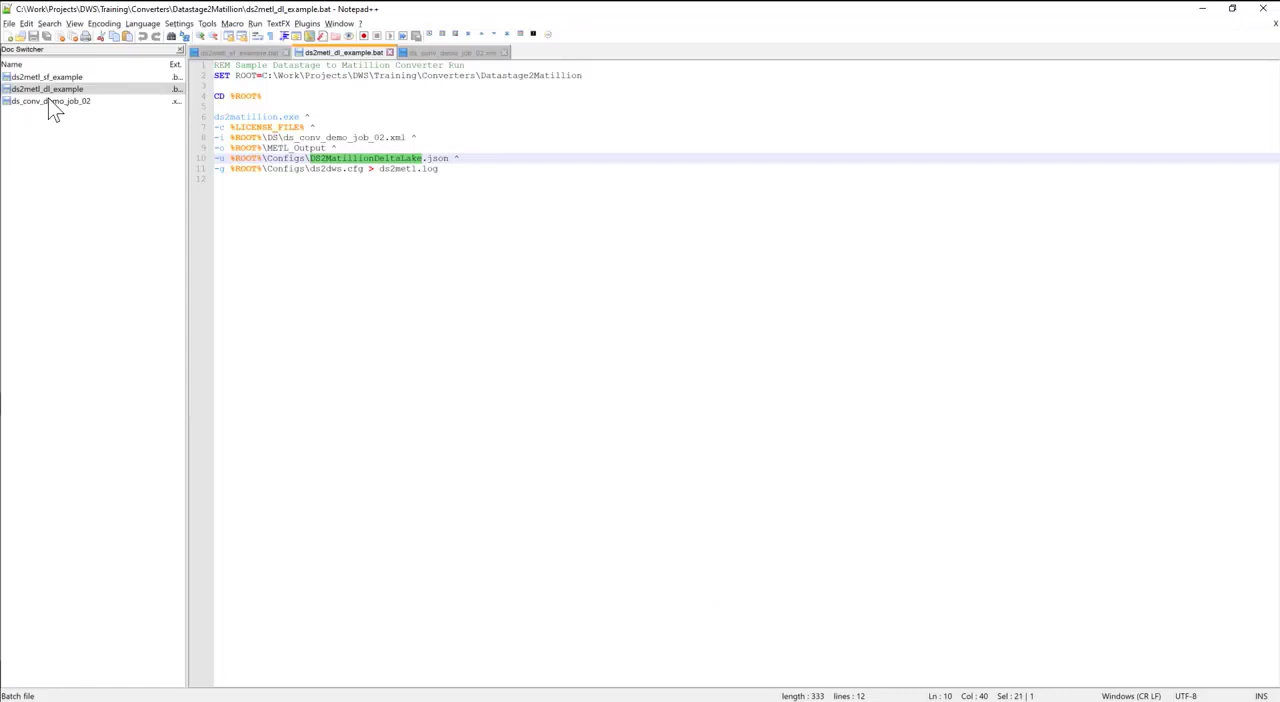 C:\Work\Projects\DWS\Training\Converters\Datastage2Matillion\ds2metl_dl_example.bat - Notepad++
File Edit Search View Encoding Language Settings Tools Macro Run TextFX Plugins Window ?
X
Doc Switcher
ds2metl_sf_example.bat
ds2metl_dl_example.bat
ds_conv_demo_job_02.xml
Name Ext.
ds2metl_sf_example .b...
ds2metl_dl_example .b...
ds_conv_demo_job_02 .x...
1 REM Sample Datastage to Matillion Converter Run
2 SET ROOT=C:\Work\Projects\DWS\Training\Converters\Datastage2Matillion
3
4 CD %ROOT%
5
6 ds2matillion.exe ^
7 -c %LICENSE_FILE% ^
8 -i %ROOT%\DS\ds_conv_demo_job_02.xml ^
9 -o %ROOT%\METL_Output ^
10 -u %ROOT%\Configs\DS2MatillionDeltaLake.json ^
11 -g %ROOT%\Configs\ds2dws.cfg > ds2metl.log
12
Batch file length : 333 lines : 12 Ln : 10 Col : 40 Sel : 21 | 1 Windows (CR LF) UTF-8 INS